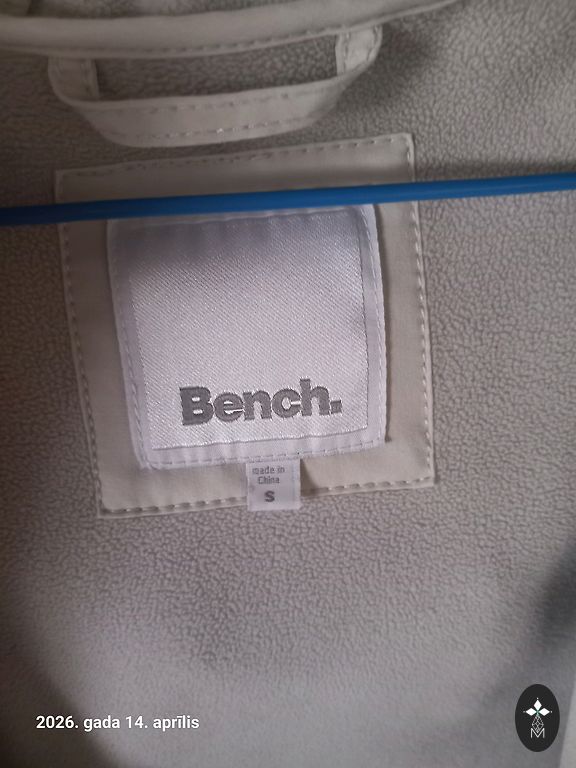 Bench.
made in
China
S
2026. gada 14. aprīlis
M